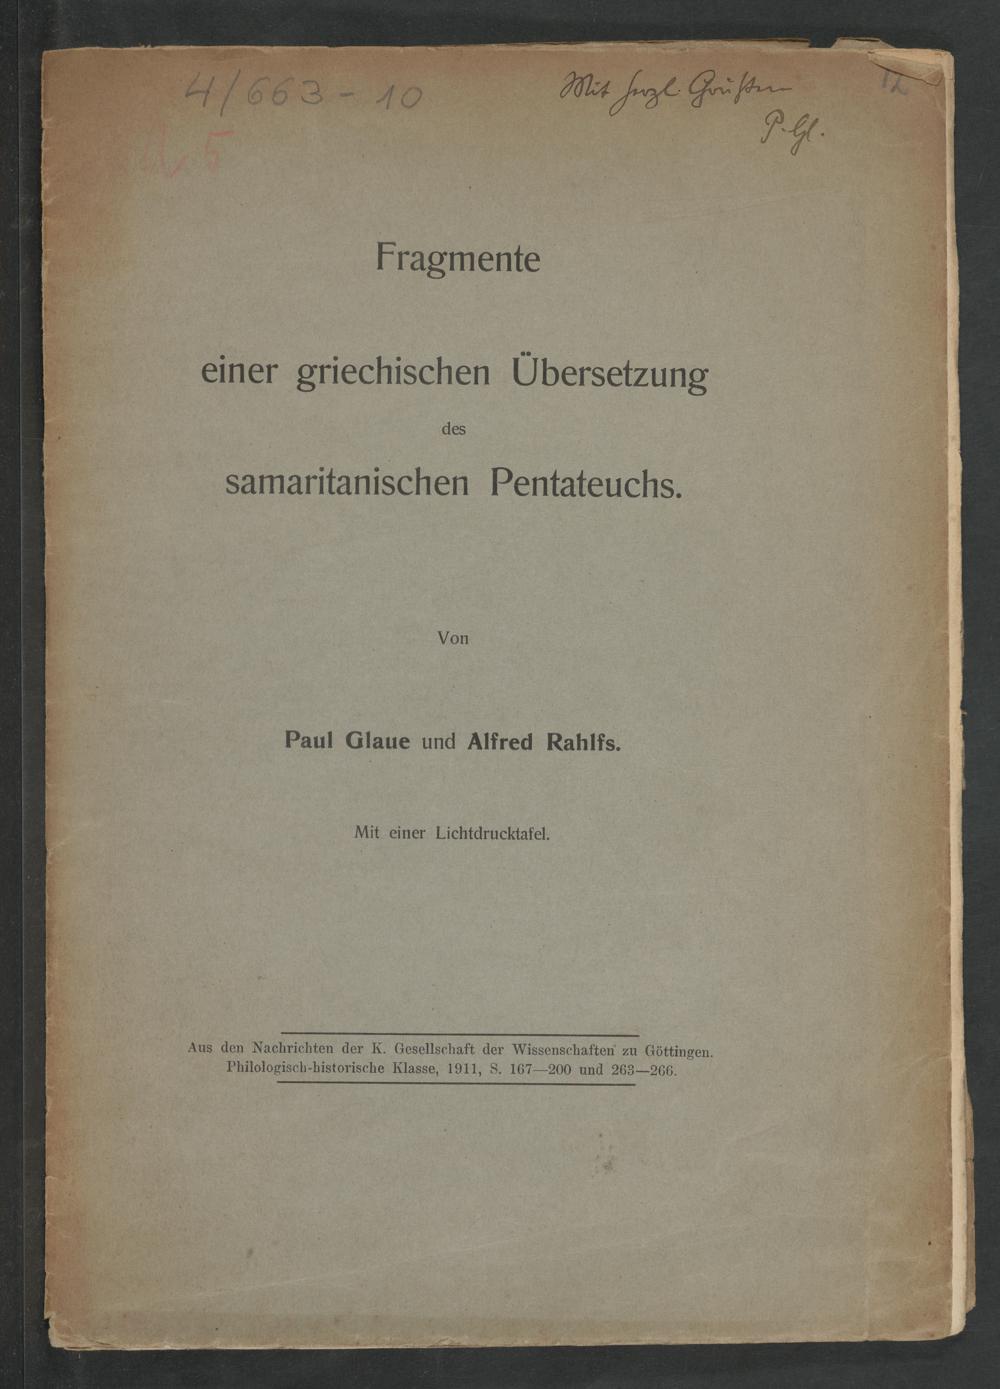 4/663-10
Mit herzl. Grüßen
12
P. Gl.
Fragmente
einer griechischen Übersetzung
des
samaritanischen Pentateuchs.
Von
Paul Glaue und Alfred Rahlfs.
Mit einer Lichtdrucktafel.
Aus den Nachrichten der K. Gesellschaft der Wissenschaften zu Göttingen.
Philologisch-historische Klasse, 1911, S. 167—200 und 263—266.